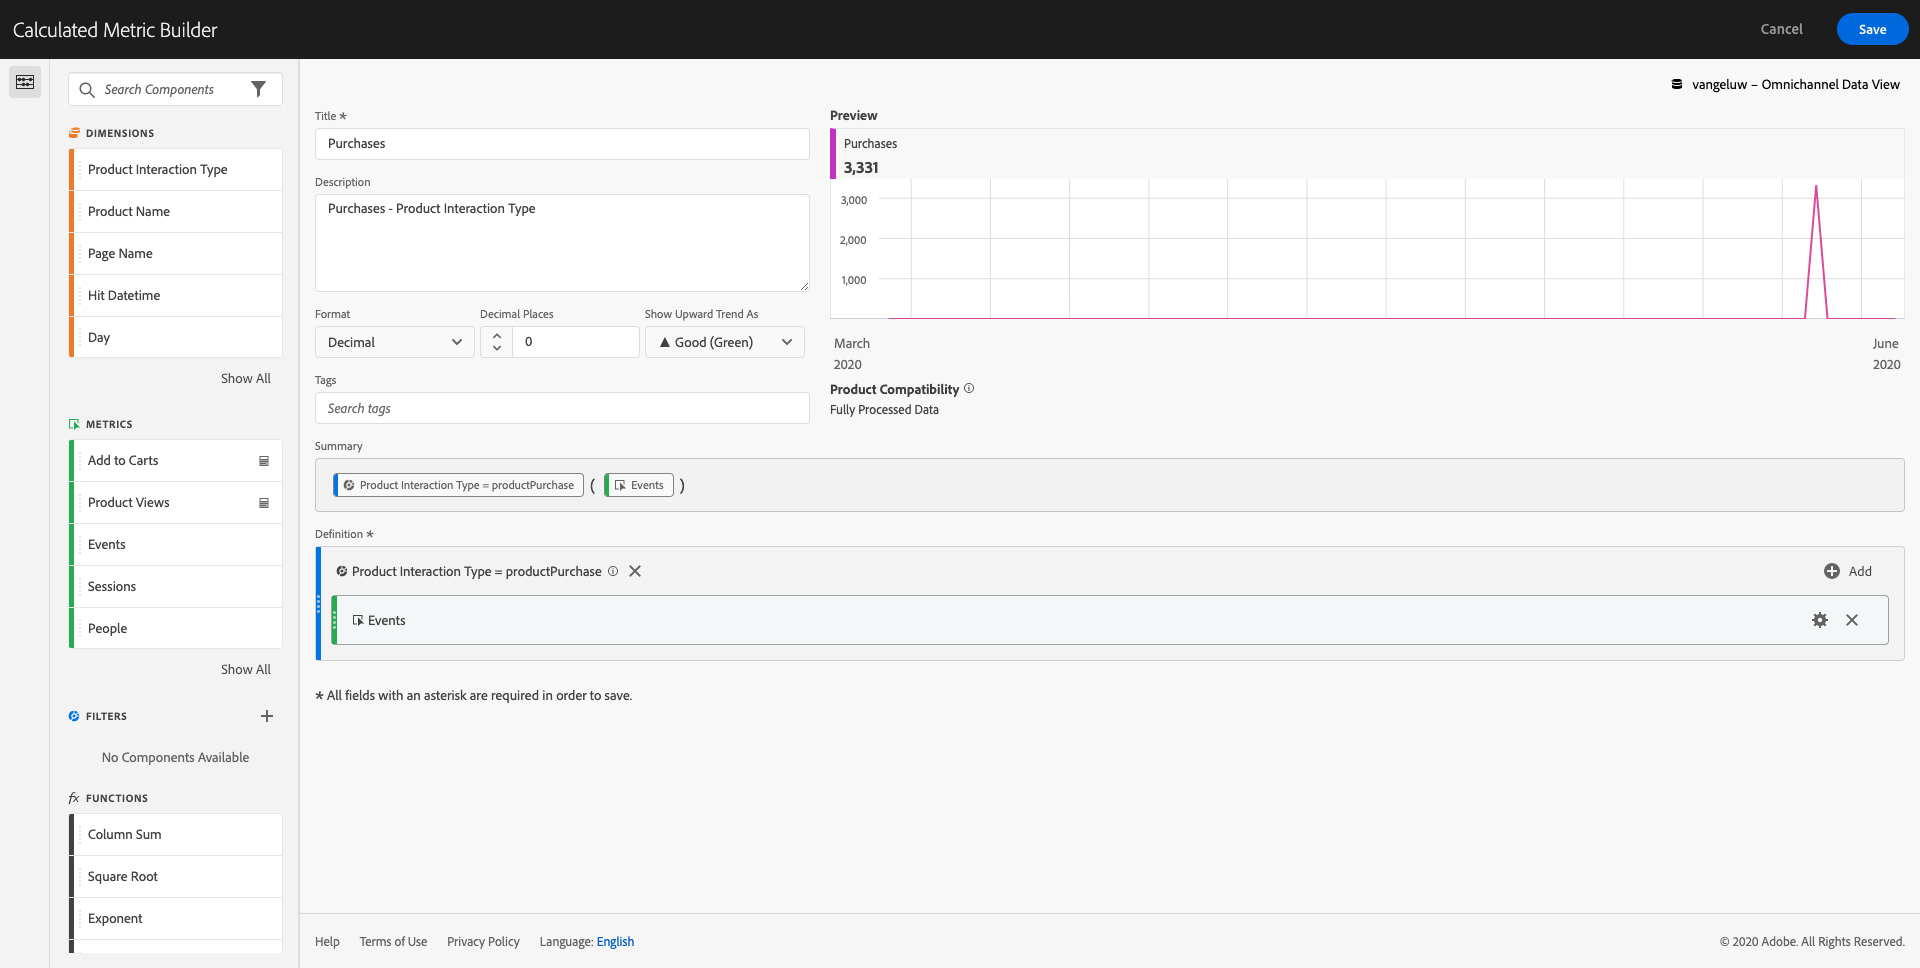 Calculated Metric Builder
Cancel
Save
Search Components
vangeluw – Omnichannel Data View
DIMENSIONS
Product Interaction Type
Product Name
Page Name
Hit Datetime
Day
Show All
METRICS
Add to Carts
Product Views
Events
Sessions
People
Show All
FILTERS
No Components Available
fx FUNCTIONS
Column Sum
Square Root
Exponent
Title *
Purchases
Description
Purchases - Product Interaction Type
Format
Decimal Places
Show Upward Trend As
Decimal
0
▲ Good (Green)
Tags
Search tags
Preview
Purchases
3,331
3,000
2,000
1,000
March
2020
June
2020
Product Compatibility
Fully Processed Data
Summary
Product Interaction Type = productPurchase ( Events )
Definition *
Product Interaction Type = productPurchase
Add
Events
* All fields with an asterisk are required in order to save.
Help Terms of Use Privacy Policy Language: English
© 2020 Adobe. All Rights Reserved.